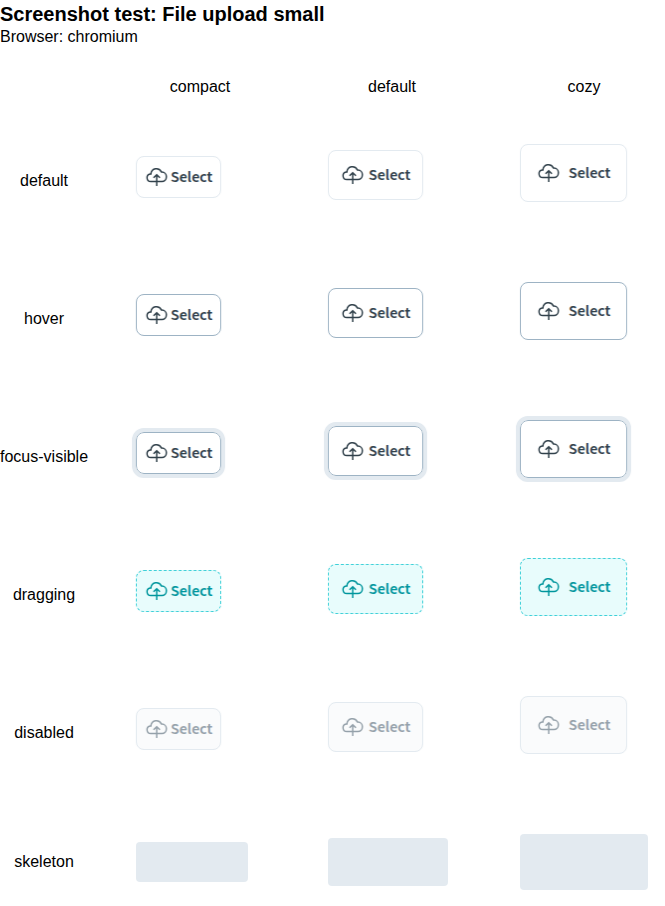 Screenshot test: File upload small
Browser: chromium
compact default cozy
default Select Select Select
hover Select Select Select
focus-visible Select Select Select
dragging Select Select Select
disabled Select Select Select
skeleton